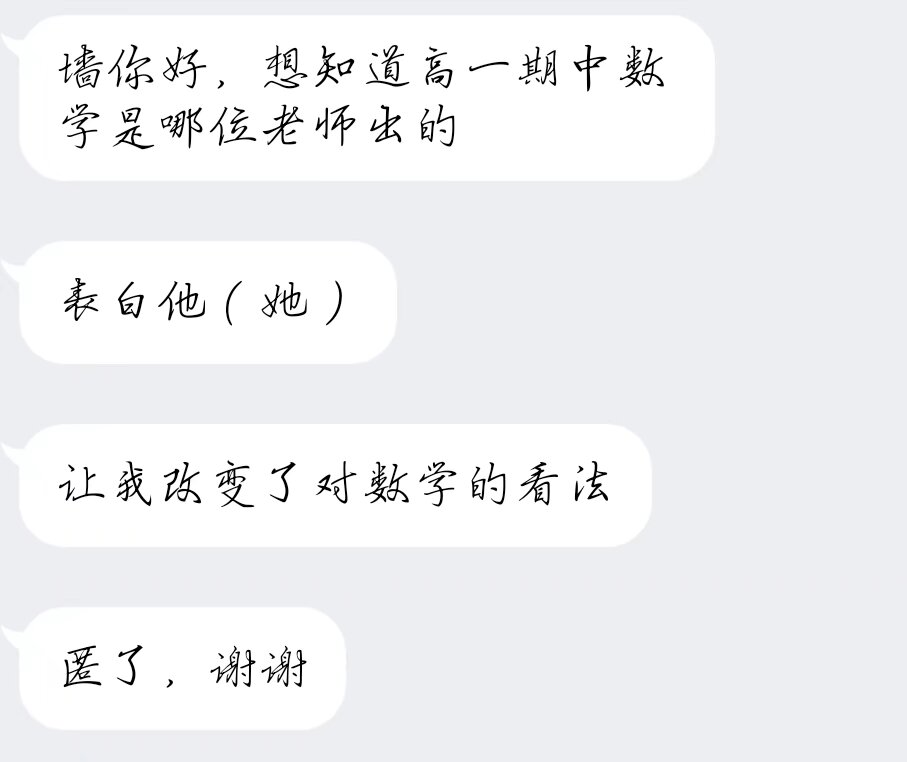 墙你好，想知道高一期中数
学是哪位老师出的
表白他（她）
让我改变了对数学的看法
匿了，谢谢